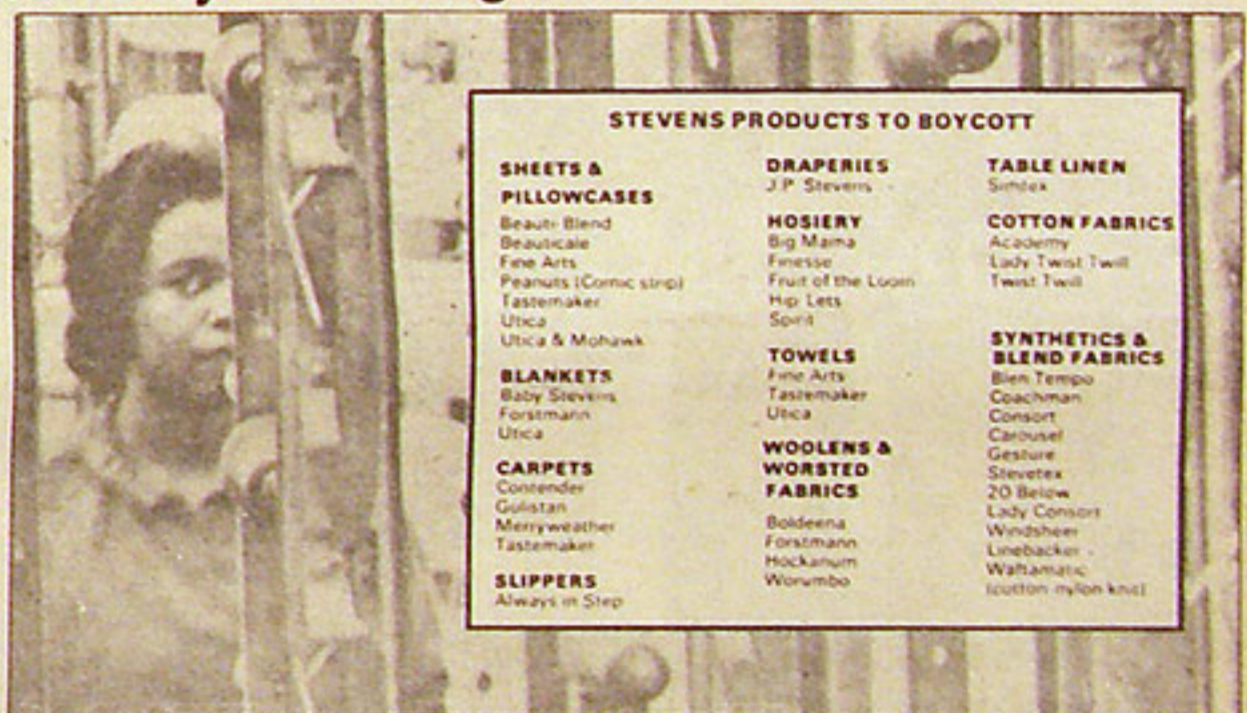 STEVENS PRODUCTS TO BOYCOTT
SHEETS &
PILLOWCASES
Beauti-Blend
Beauticale
Fine Arts
Peanuts (Comic strip)
Tastemaker
Utica
Utica & Mohawk
BLANKETS
Baby Stevens
Forstmann
Utica
CARPETS
Contender
Gulistan
Merryweather
Tastemaker
SLIPPERS
Always in Step
DRAPERIES
J.P. Stevens
HOSIERY
Big Mama
Finesse
Fruit of the Loom
Hip Lets
Spirit
TOWELS
Fine Arts
Tastemaker
Utica
WOOLENS &
WORSTED
FABRICS
Boldeena
Forstmann
Hockanum
Worumbo
TABLE LINEN
Simtex
COTTON FABRICS
Academy
Lady Twist Twill
Twist Twill
SYNTHETICS &
BLEND FABRICS
Blen Tempo
Coachman
Consort
Carousel
Gesture
Stevetex
20 Below
Lady Consort
Windsheer
Linebacker
Waltamatic
(cotton-nylon knit)